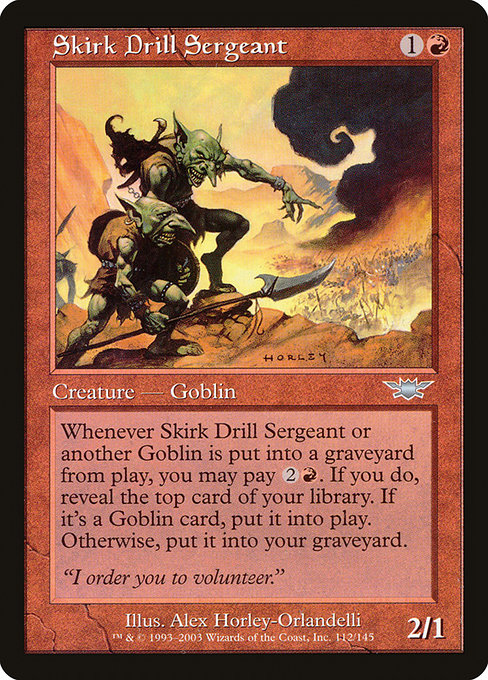 Skirk Drill Sergeant 1
HORLEY
Creature — Goblin
Whenever Skirk Drill Sergeant or
another Goblin is put into a graveyard
from play, you may pay 2. If you do,
reveal the top card of your library. If
it's a Goblin card, put it into play.
Otherwise, put it into your graveyard.
“I order you to volunteer.”
Illus. Alex Horley-Orlandelli
™ & © 1993–2003 Wizards of the Coast, Inc. 112/145
2/1